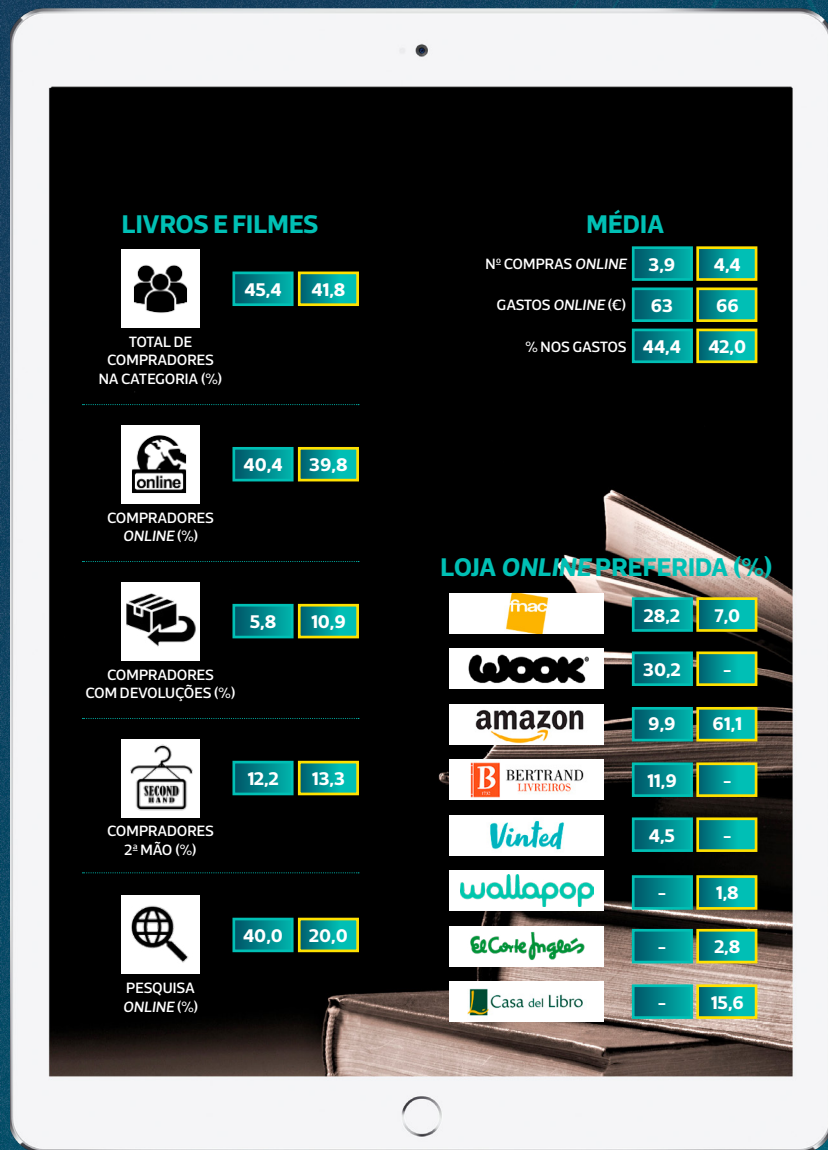 LIVROS E FILMES
45,4 41,8
TOTAL DE
COMPRADORES
NA CATEGORIA (%)
online
40,4 39,8
COMPRADORES
ONLINE (%)
5,8 10,9
COMPRADORES
COM DEVOLUÇÕES (%)
SECOND
HAND
12,2 13,3
COMPRADORES
2ª MÃO (%)
40,0 20,0
PESQUISA
ONLINE (%)
MÉDIA
Nº COMPRAS ONLINE 3,9 4,4
GASTOS ONLINE (€) 63 66
% NOS GASTOS 44,4 42,0
LOJA ONLINE PREFERIDA (%)
fnac 28,2 7,0
wook® 30,2 -
amazon 9,9 61,1
B BERTRAND
LIVREIROS
11,9 -
Vinted 4,5 -
wallapop - 1,8
El Corte Inglés - 2,8
Casa del Libro - 15,6